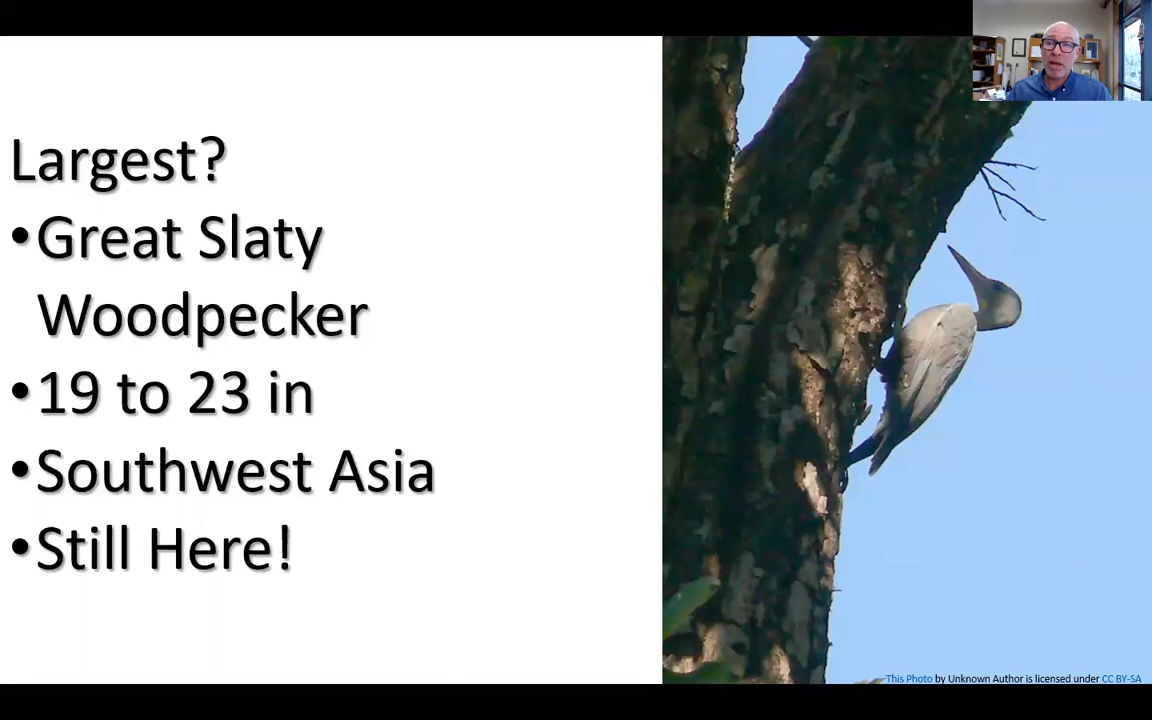 Largest?
•Great Slaty
Woodpecker
•19 to 23 in
•Southwest Asia
•Still Here!
This Photo by Unknown Author is licensed under CC BY-SA